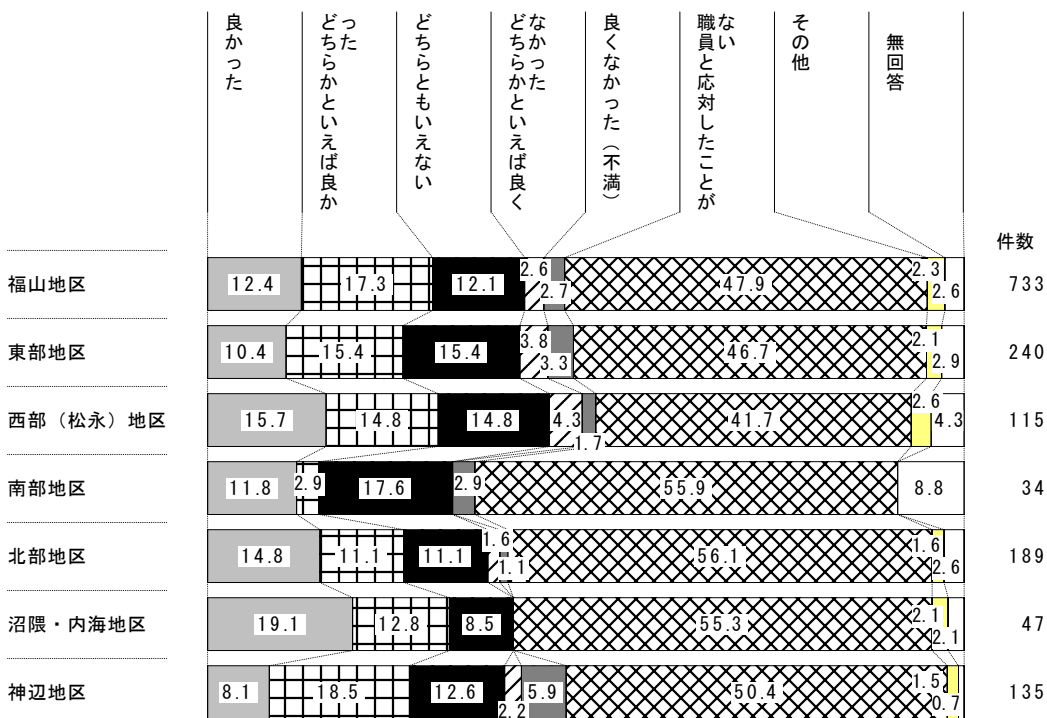 良かった
どちらかといえば良か
った
どちらともいえない
どちらかといえば良く
なかった
良くなかった（不満）
職員と応対したことが
ない
その他
無回答
件数
福山地区 12.4 17.3 12.1 2.6 2.7 47.9 2.3 2.6 733
東部地区 10.4 15.4 15.4 3.8 3.3 46.7 2.1 2.9 240
西部（松永）地区 15.7 14.8 14.8 4.3 1.7 41.7 2.6 4.3 115
南部地区 11.8 2.9 17.6 2.9 55.9 8.8 34
北部地区 14.8 11.1 11.1 1.6 1.1 56.1 1.6 2.6 189
沼隈・内海地区 19.1 12.8 8.5 55.3 2.1 2.1 47
神辺地区 8.1 18.5 12.6 2.2 5.9 50.4 1.5 0.7 135